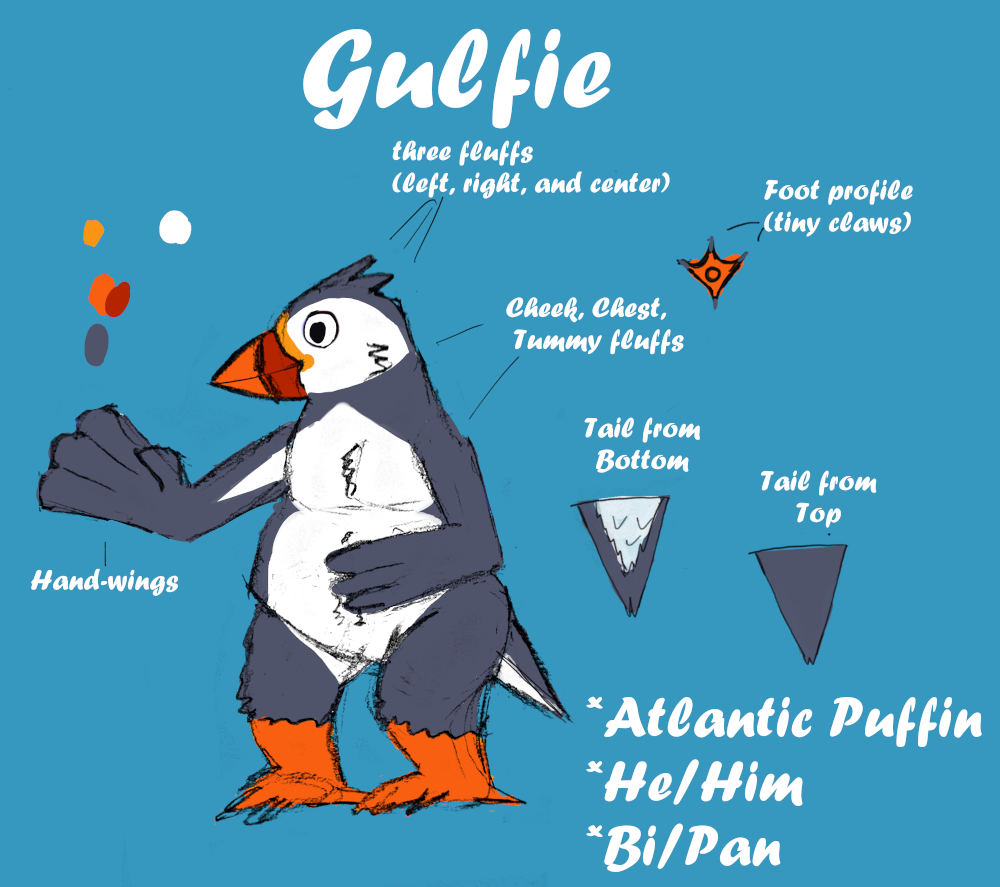 Gulfie
three fluffs
(left, right, and center)
Foot profile
(tiny claws)
Cheek, Chest,
Tummy fluffs
Tail from
Bottom
Tail from
Top
Hand-wings
*Atlantic Puffin
*He/Him
*Bi/Pan